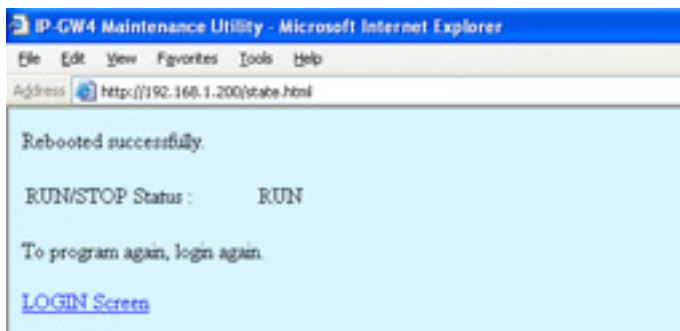 IP-GW4 Maintenance Utility - Microsoft Internet Explorer
File Edit View Favorites Tools Help
Address http://192.168.1.200/state.html
Rebooted successfully.
RUN/STOP Status : RUN
To program again, login again.
LOGIN Screen